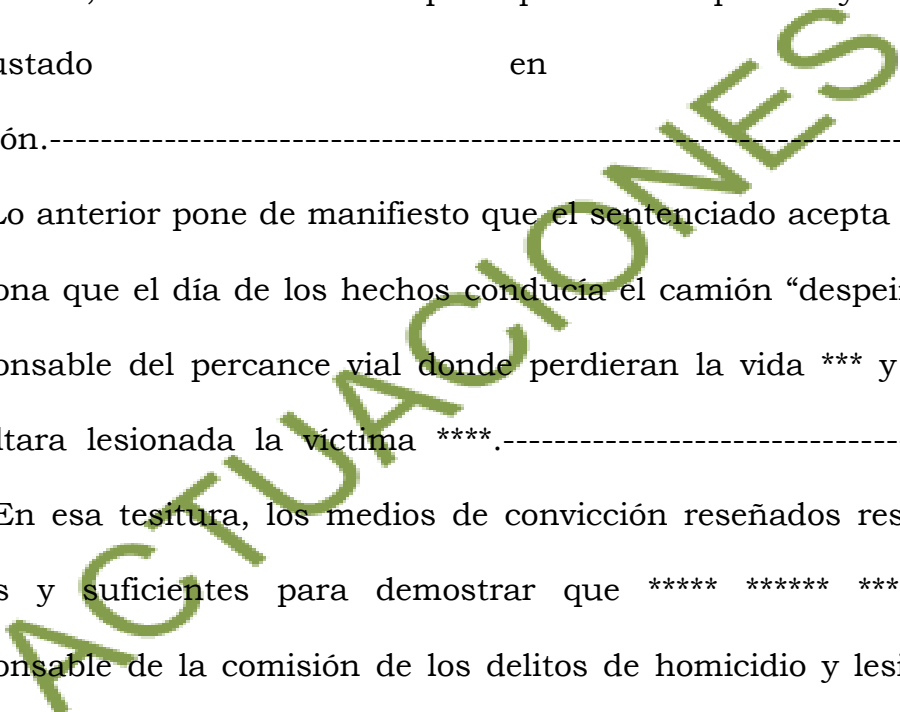 ustado en
ón.--------------------------------------------------------------------
Lo anterior pone de manifiesto que el sentenciado acepta
ona que el día de los hechos conducía el camión “despei
onsable del percance vial donde perdieran la vida *** y
ltara lesionada la víctima ****.-------------------------------
En esa tesitura, los medios de convicción reseñados res
s y suficientes para demostrar que ***** ****** ***
onsable de la comisión de los delitos de homicidio y lesi
ACTUACIONES